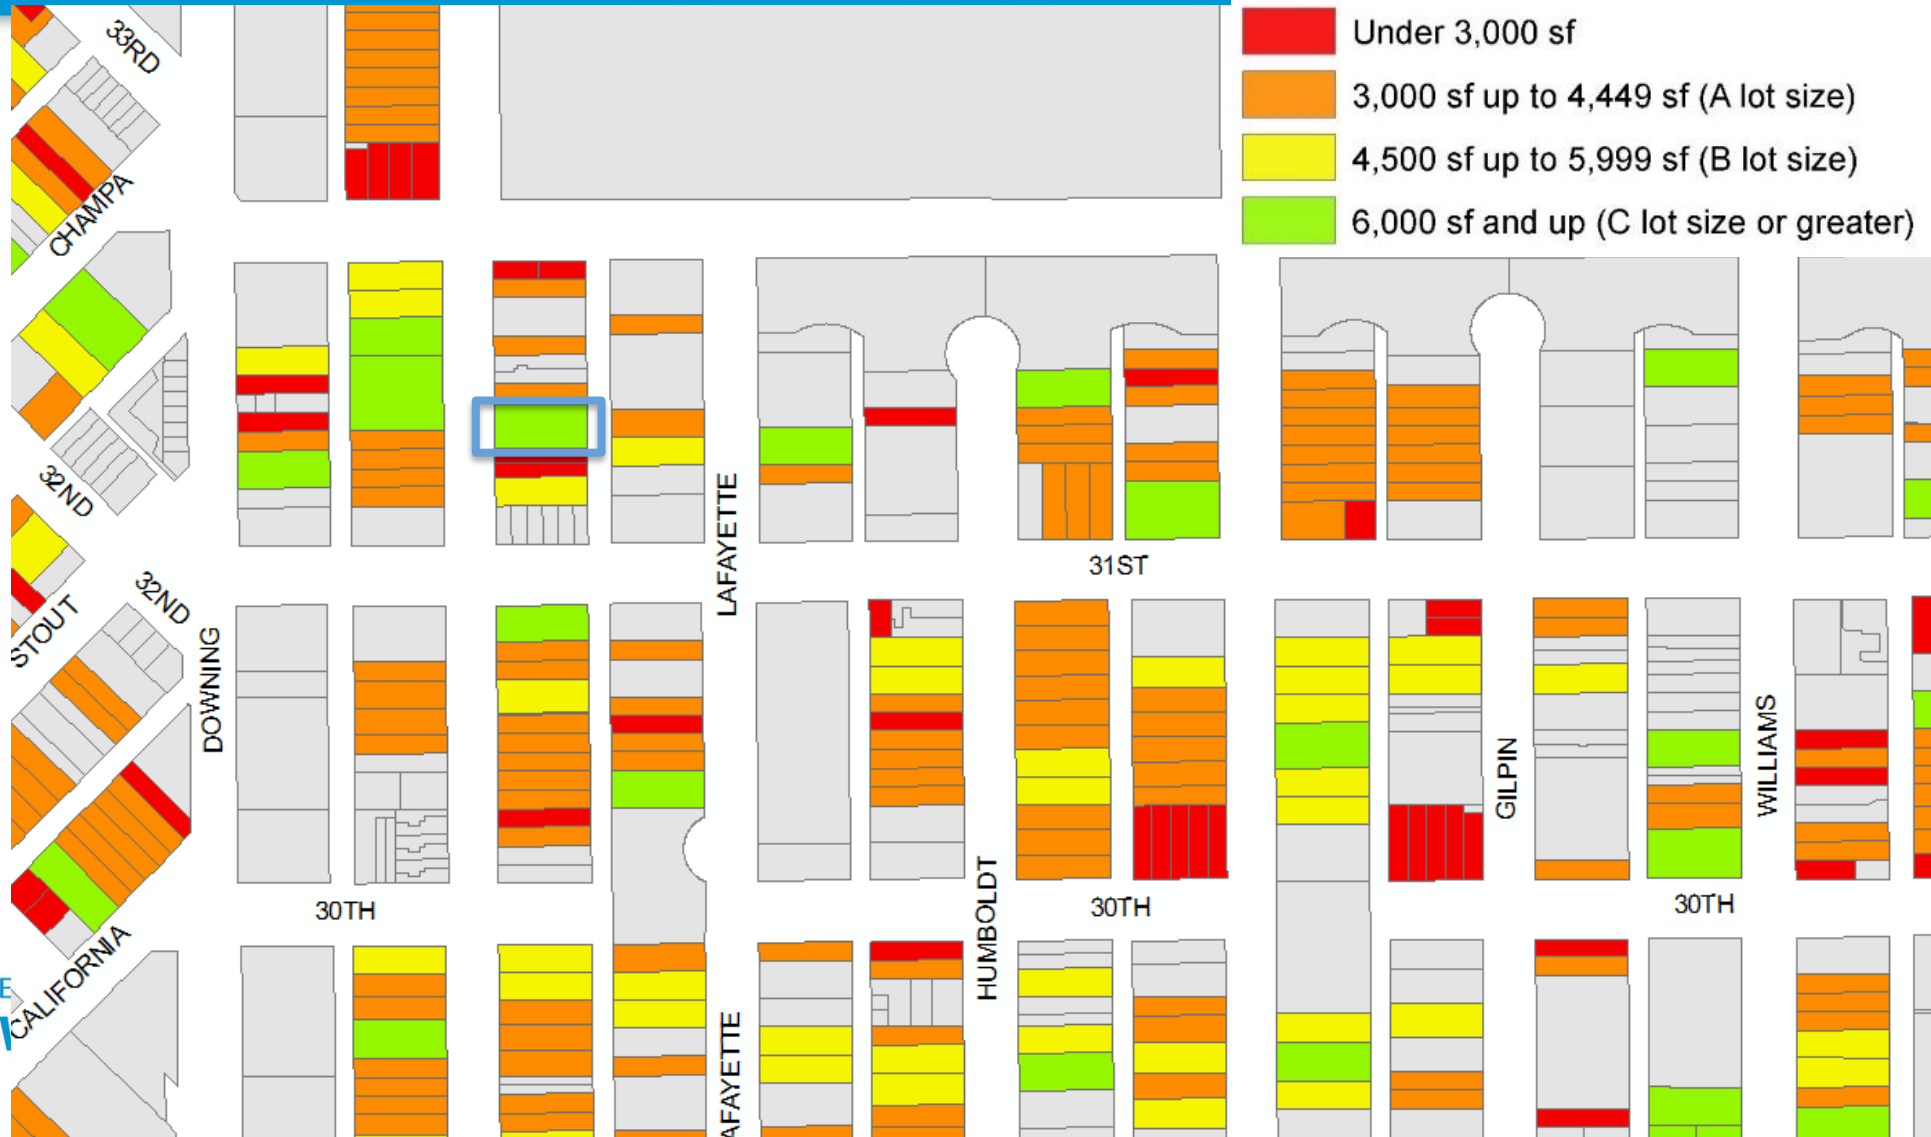 Under 3,000 sf
3,000 sf up to 4,449 sf (A lot size)
4,500 sf up to 5,999 sf (B lot size)
6,000 sf and up (C lot size or greater)
33RD
CHAMPA
32ND
32ND
STOUT
DOWNING
LAFAYETTE
31ST
GILPIN
WILLIAMS
HUMBOLDT
30TH
30TH
30TH
CALIFORNIA
AFAYETTE
E